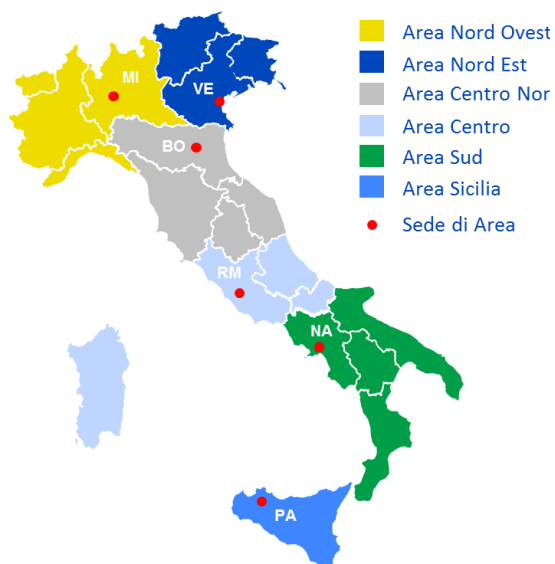 Area Nord Ovest
Area Nord Est
Area Centro Nor
Area Centro
Area Sud
Area Sicilia
Sede di Area
MI
VE
BO
RM
NA
PA